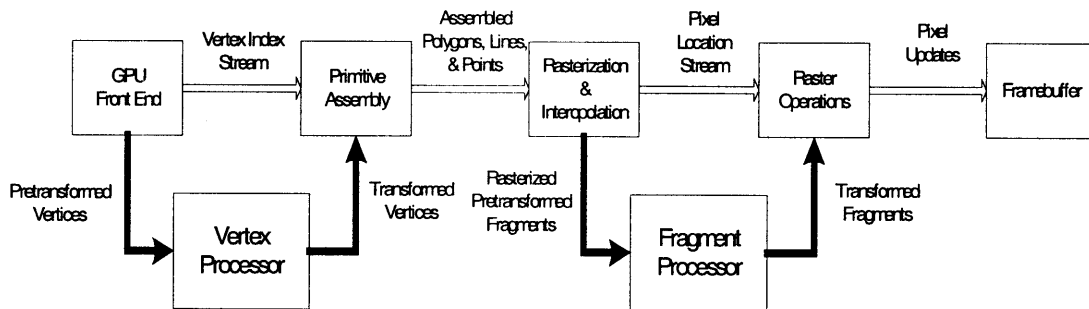 GPU
Front End
Vertex Index
Stream
Primitive
Assembly
Assembled
Polygons, Lines,
& Points
Rasterization
&
Interpolation
Pixel
Location
Stream
Raster
Operations
Pixel
Updates
Framebuffer
Pretransformed
Vertices
Vertex
Processor
Transformed
Vertices
Rasterized
Pretransformed
Fragments
Fragment
Processor
Transformed
Fragments